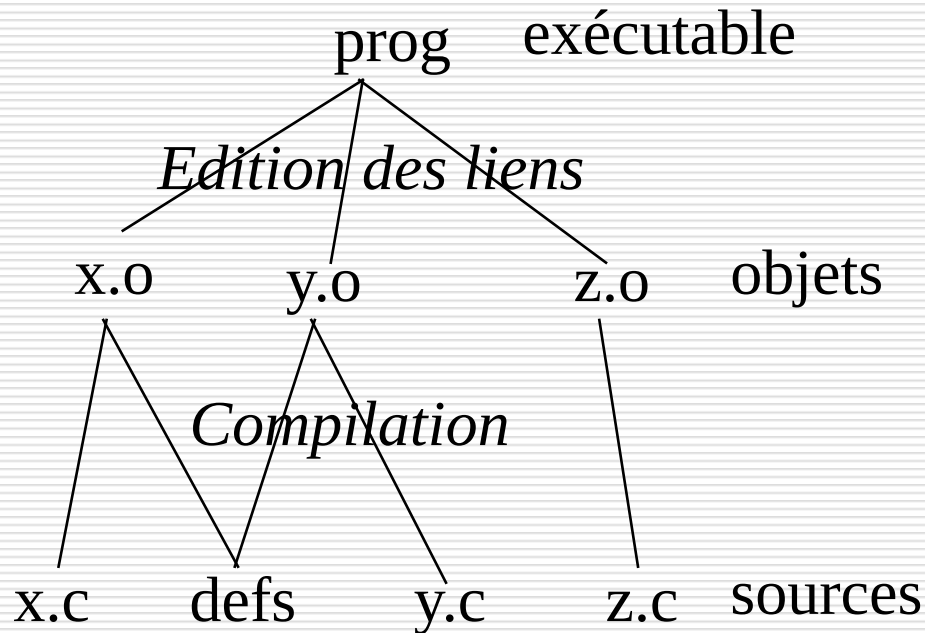 prog exécutable
Edition des liens
x.o y.o z.o objets
Compilation
x.c defs y.c z.c sources